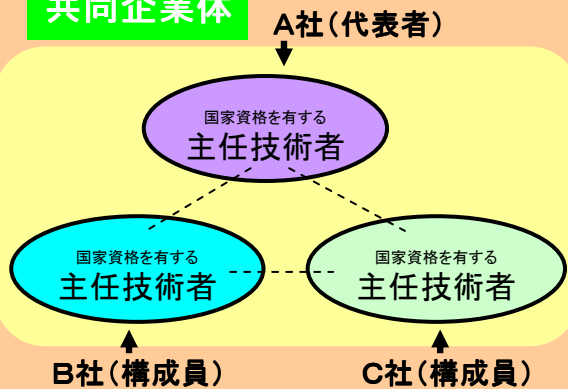 共同企業体
A社(代表者)
国家資格を有する
主任技術者
国家資格を有する
主任技術者
国家資格を有する
主任技術者
B社(構成員)
C社(構成員)